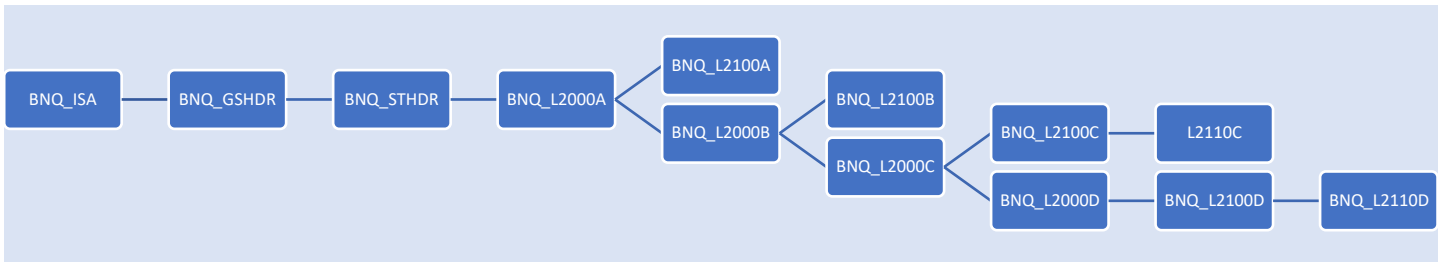 BNQ_ISA
BNQ_GSHDR
BNQ_STHDR
BNQ_L2000A
BNQ_L2100A
BNQ_L2000B
BNQ_L2100B
BNQ_L2000C
BNQ_L2100C
L2110C
BNQ_L2000D
BNQ_L2100D
BNQ_L2110D